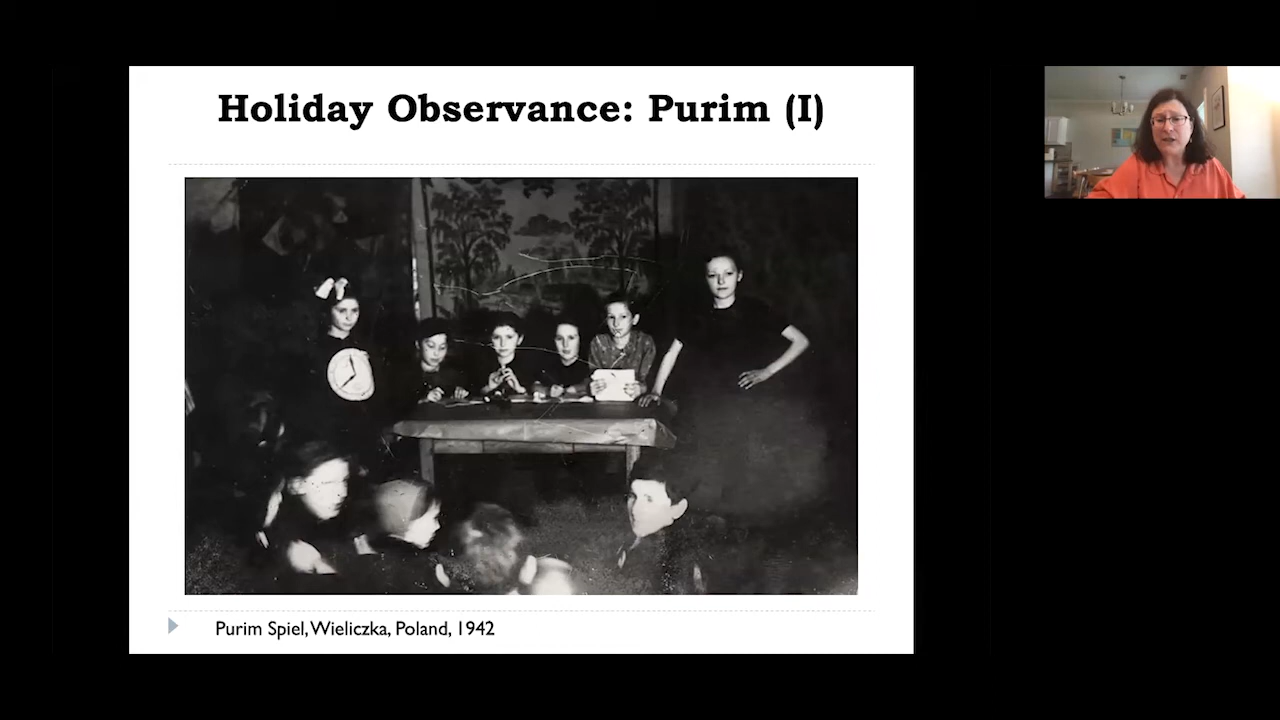 Holiday Observance: Purim (I)
Purim Spiel, Wieliczka, Poland, 1942